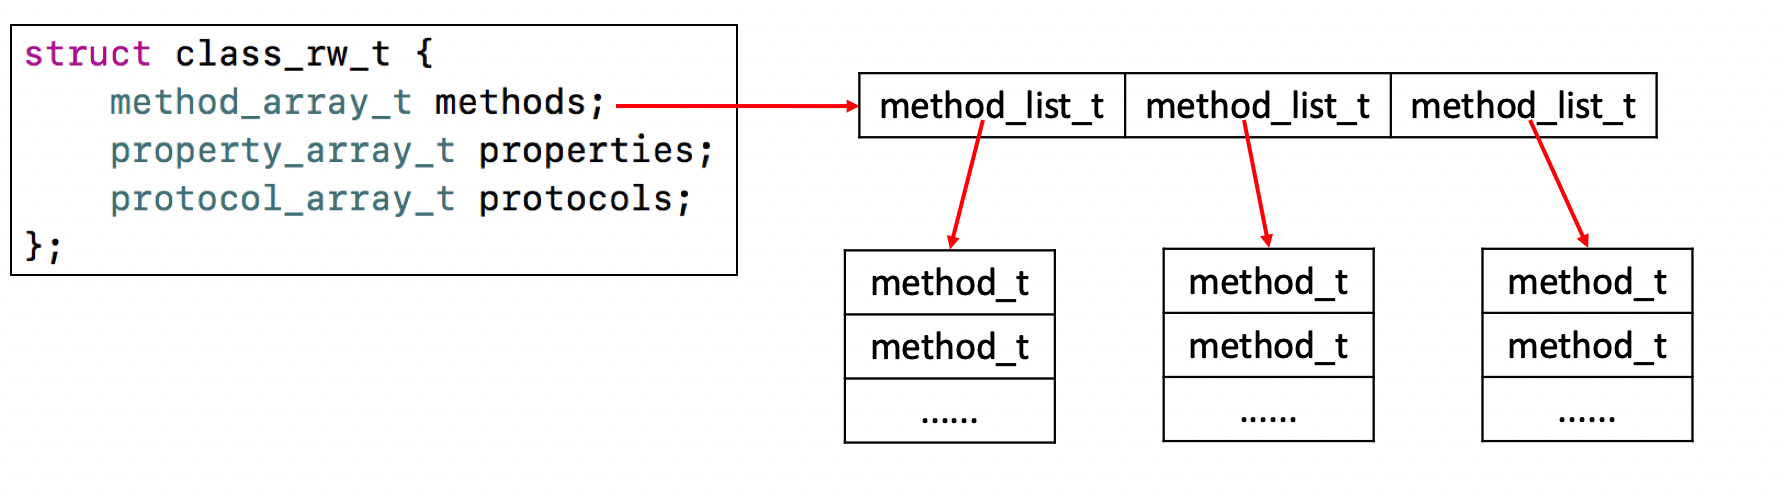 struct class_rw_t {
    method_array_t methods;
    property_array_t properties;
    protocol_array_t protocols;
};
method_list_t method_list_t method_list_t
method_t method_t method_t
method_t method_t method_t
...... ...... ......